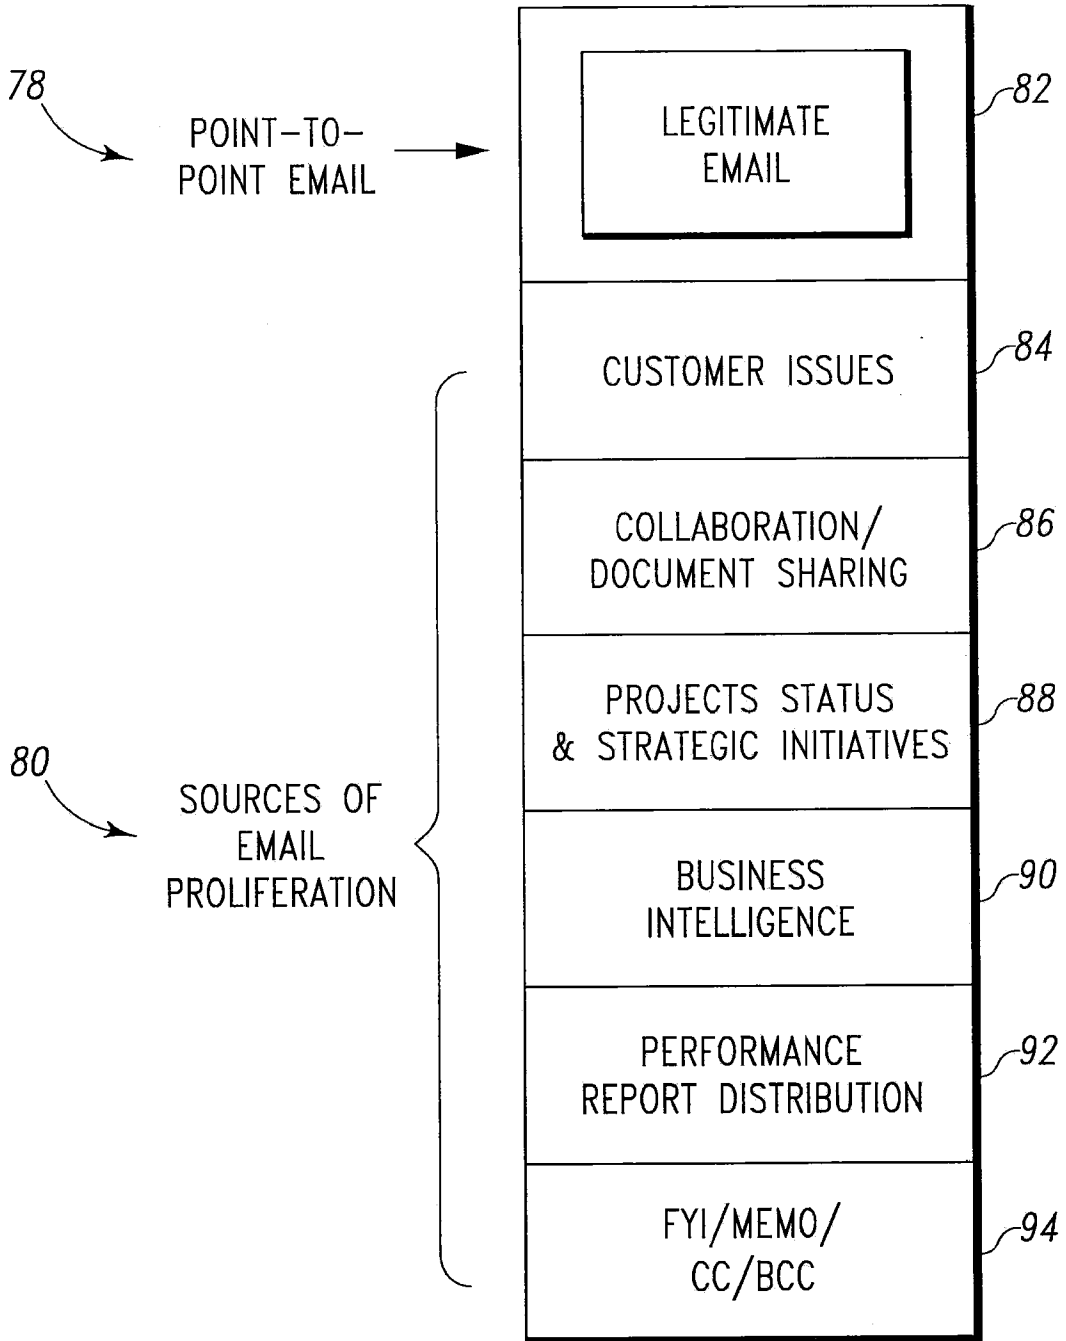 78
POINT-TO-
POINT EMAIL
LEGITIMATE
EMAIL
82
CUSTOMER ISSUES
84
COLLABORATION/
DOCUMENT SHARING
86
PROJECTS STATUS
& STRATEGIC INITIATIVES
88
80
SOURCES OF
EMAIL
PROLIFERATION
BUSINESS
INTELLIGENCE
90
PERFORMANCE
REPORT DISTRIBUTION
92
FYI/MEMO/
CC/BCC
94